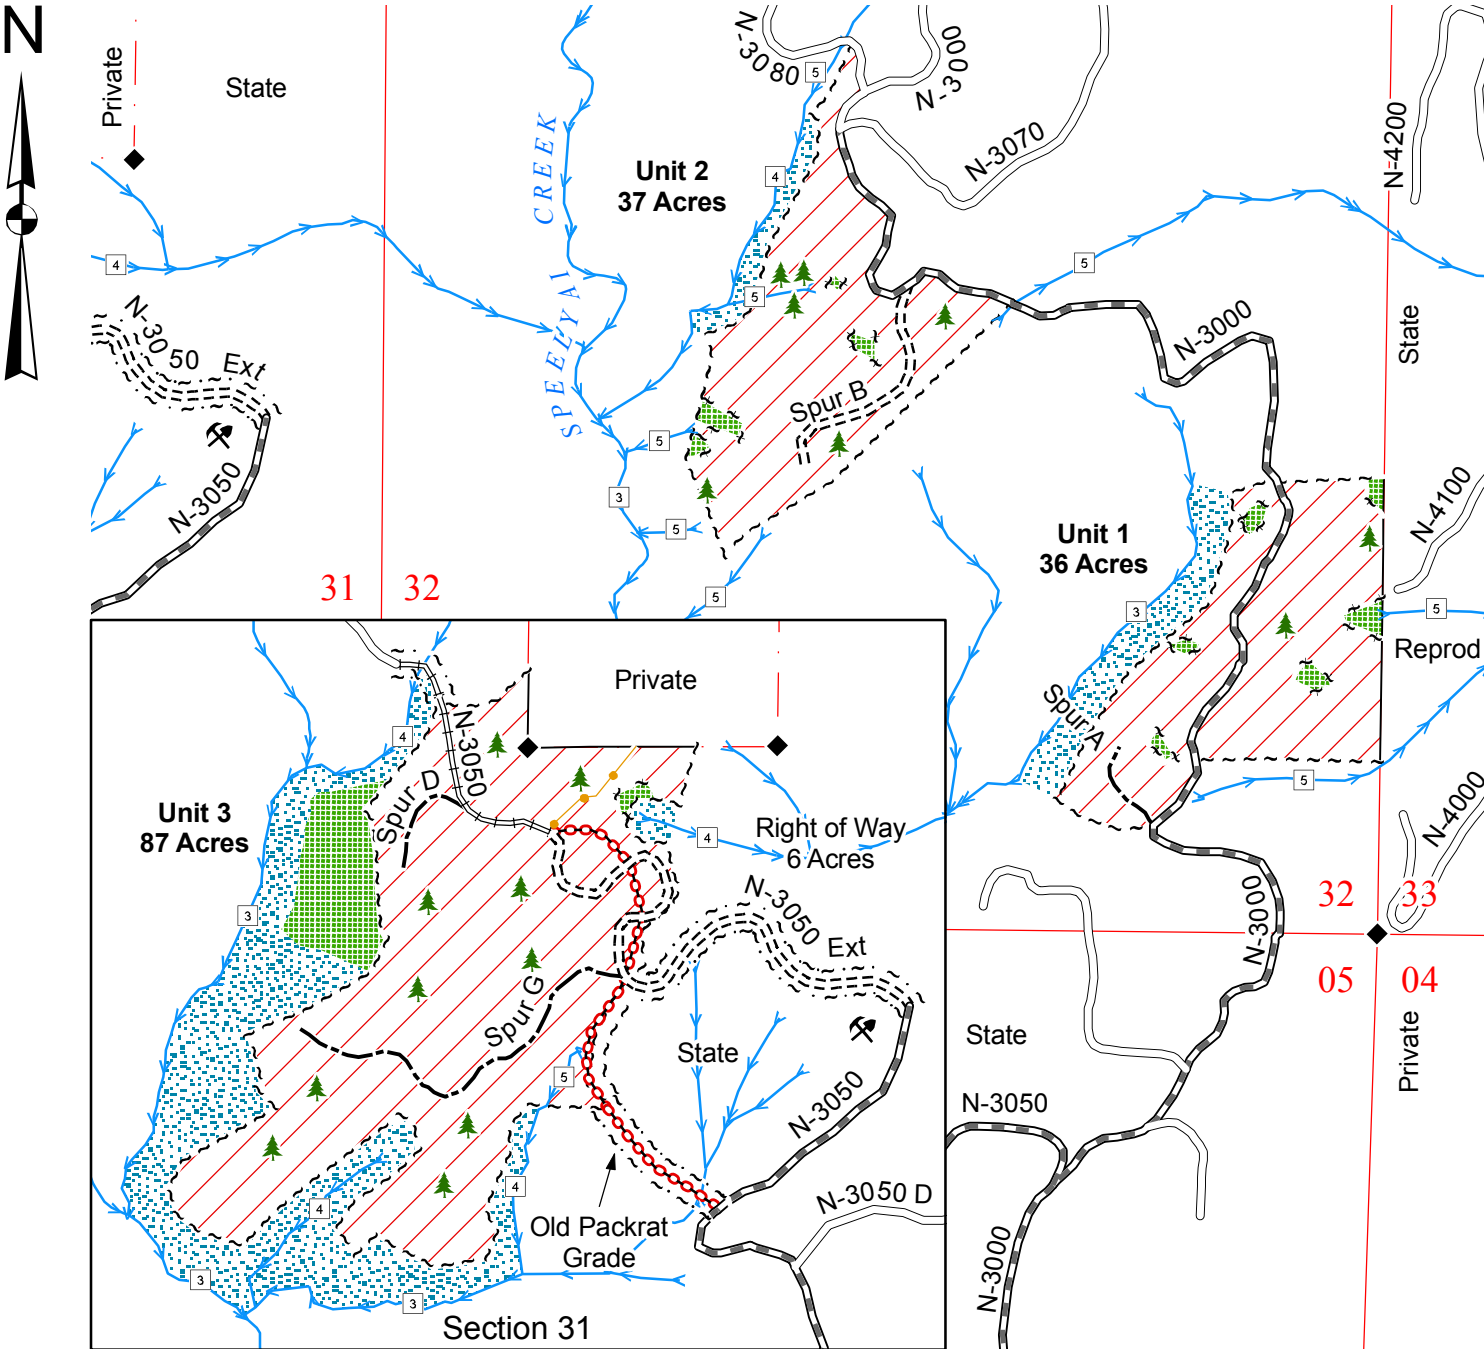 N
Private
State
N-3080
5
N-3000
N-3070
N-4200
CREEK
Unit 2
37 Acres
4
4
5
5
SPEELYAI
State
N-3050 Ext
N-3000
Spur B
5
N-3050
3
5
N-4100
Unit 1
36 Acres
31
32
5
3
5
Reprod
Private
Spur A
4
N-3050
Spur D
5
N-4000
Unit 3
87 Acres
4
Right of Way
6 Acres
3
N-3050 Ext
N-3000
32
33
05
04
Spur G
State
State
Private
5
N-3050
N-3050
4
4
N-3050 D
Old Packrat
Grade
3
3
N-3000
Section 31